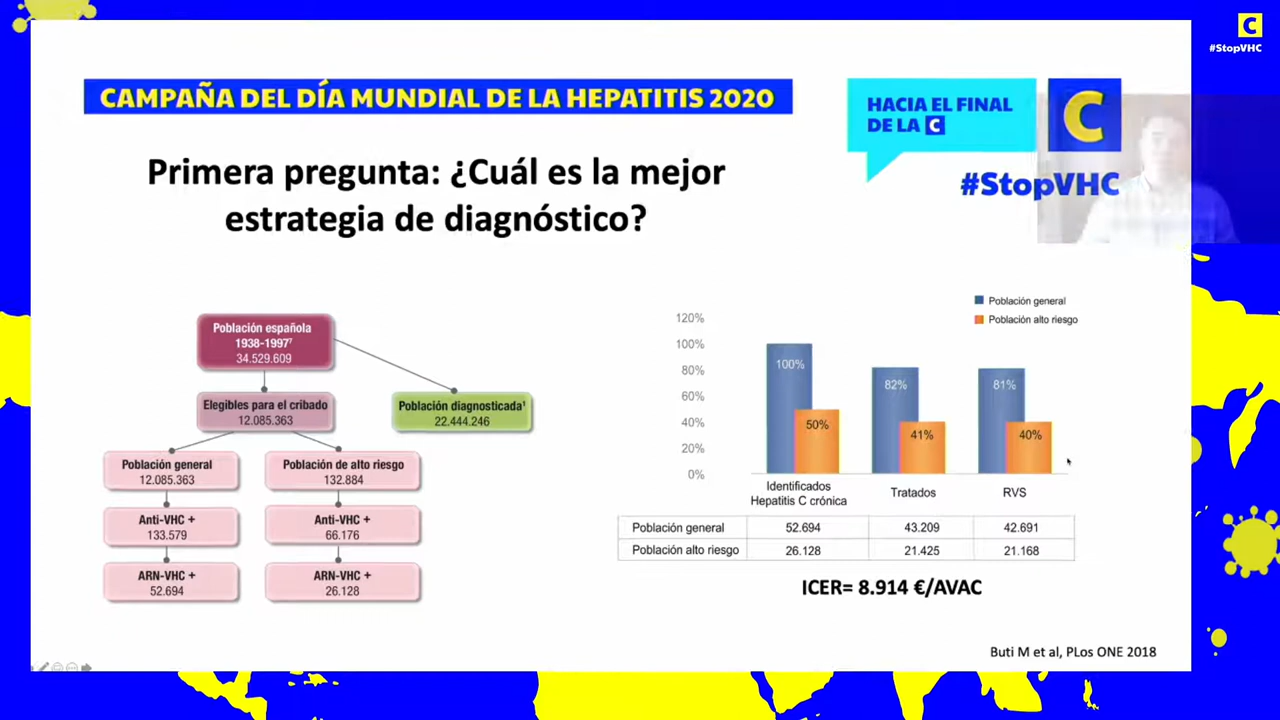 C
#StopVHC
CAMPAÑA DEL DÍA MUNDIAL DE LA HEPATITIS 2020
HACIA EL FINAL
DE LA C
C
#StopVHC
Primera pregunta: ¿Cuál es la mejor
estrategia de diagnóstico?
Población española
1938-1997⁷
34.529.609
Elegibles para el cribado
12.085.363
Población diagnosticada¹
22.444.246
Población general
12.085.363
Población de alto riesgo
132.884
Anti-VHC +
133.579
Anti-VHC +
66.176
ARN-VHC +
52.694
ARN-VHC +
26.128
Población general
Población alto riesgo
120%
100%
80%
60%
40%
20%
0%
100%
50%
82%
41%
81%
40%
Identificados
Hepatitis C crónica
Tratados
RVS
Población general 52.694 43.209 42.691
Población alto riesgo 26.128 21.425 21.168
ICER= 8.914 €/AVAC
Buti M et al, PLos ONE 2018